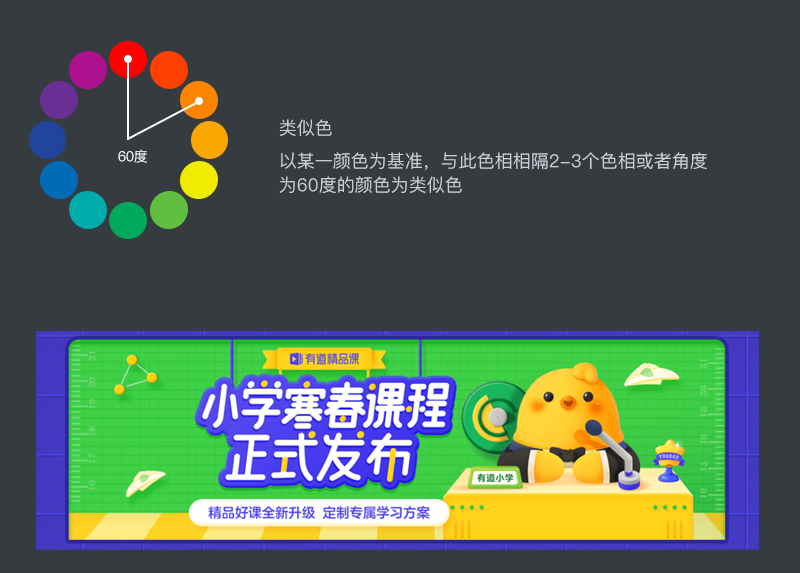 60度
类似色
以某一颜色为基准，与此色相相隔2-3个色相或者角度
为60度的颜色为类似色
有道精品课
小学寒春课程
正式发布
精品好课全新升级 定制专属学习方案
有道小学
YOUDAO